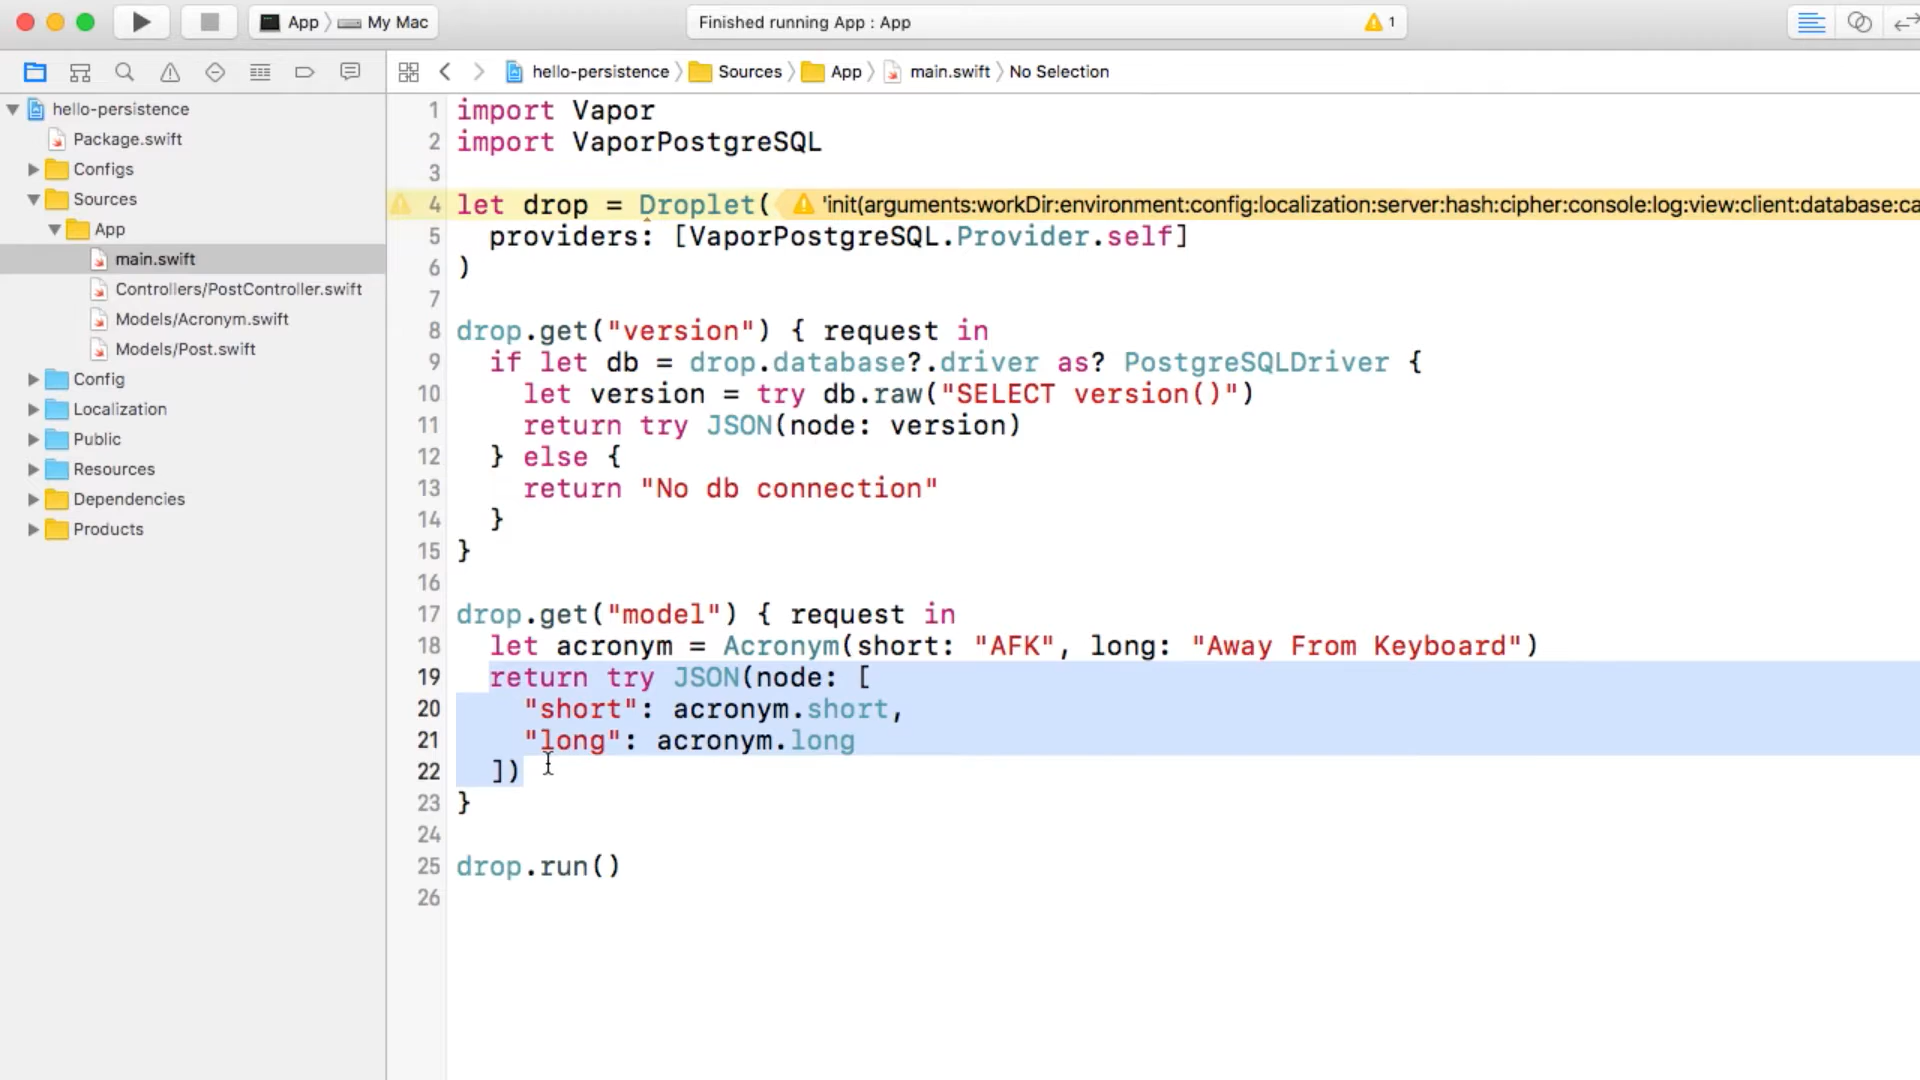 App 〉 My Mac
Finished running App : App
1
hello-persistence 〉 Sources 〉 App 〉 main.swift 〉 No Selection
hello-persistence
Package.swift
Configs
Sources
App
main.swift
Controllers/PostController.swift
Models/Acronym.swift
Models/Post.swift
Config
Localization
Public
Resources
Dependencies
Products
1 import Vapor
2 import VaporPostgreSQL
3
4 let drop = Droplet( 'init(arguments:workDir:environment:config:localization:server:hash:cipher:console:log:view:client:database:ca
5   providers: [VaporPostgreSQL.Provider.self]
6 )
7
8 drop.get("version") { request in
9   if let db = drop.database?.driver as? PostgreSQLDriver {
10     let version = try db.raw("SELECT version()")
11     return try JSON(node: version)
12   } else {
13     return "No db connection"
14   }
15 }
16
17 drop.get("model") { request in
18   let acronym = Acronym(short: "AFK", long: "Away From Keyboard")
19   return try JSON(node: [
20     "short": acronym.short,
21     "long": acronym.long
22   ])
23 }
24
25 drop.run()
26